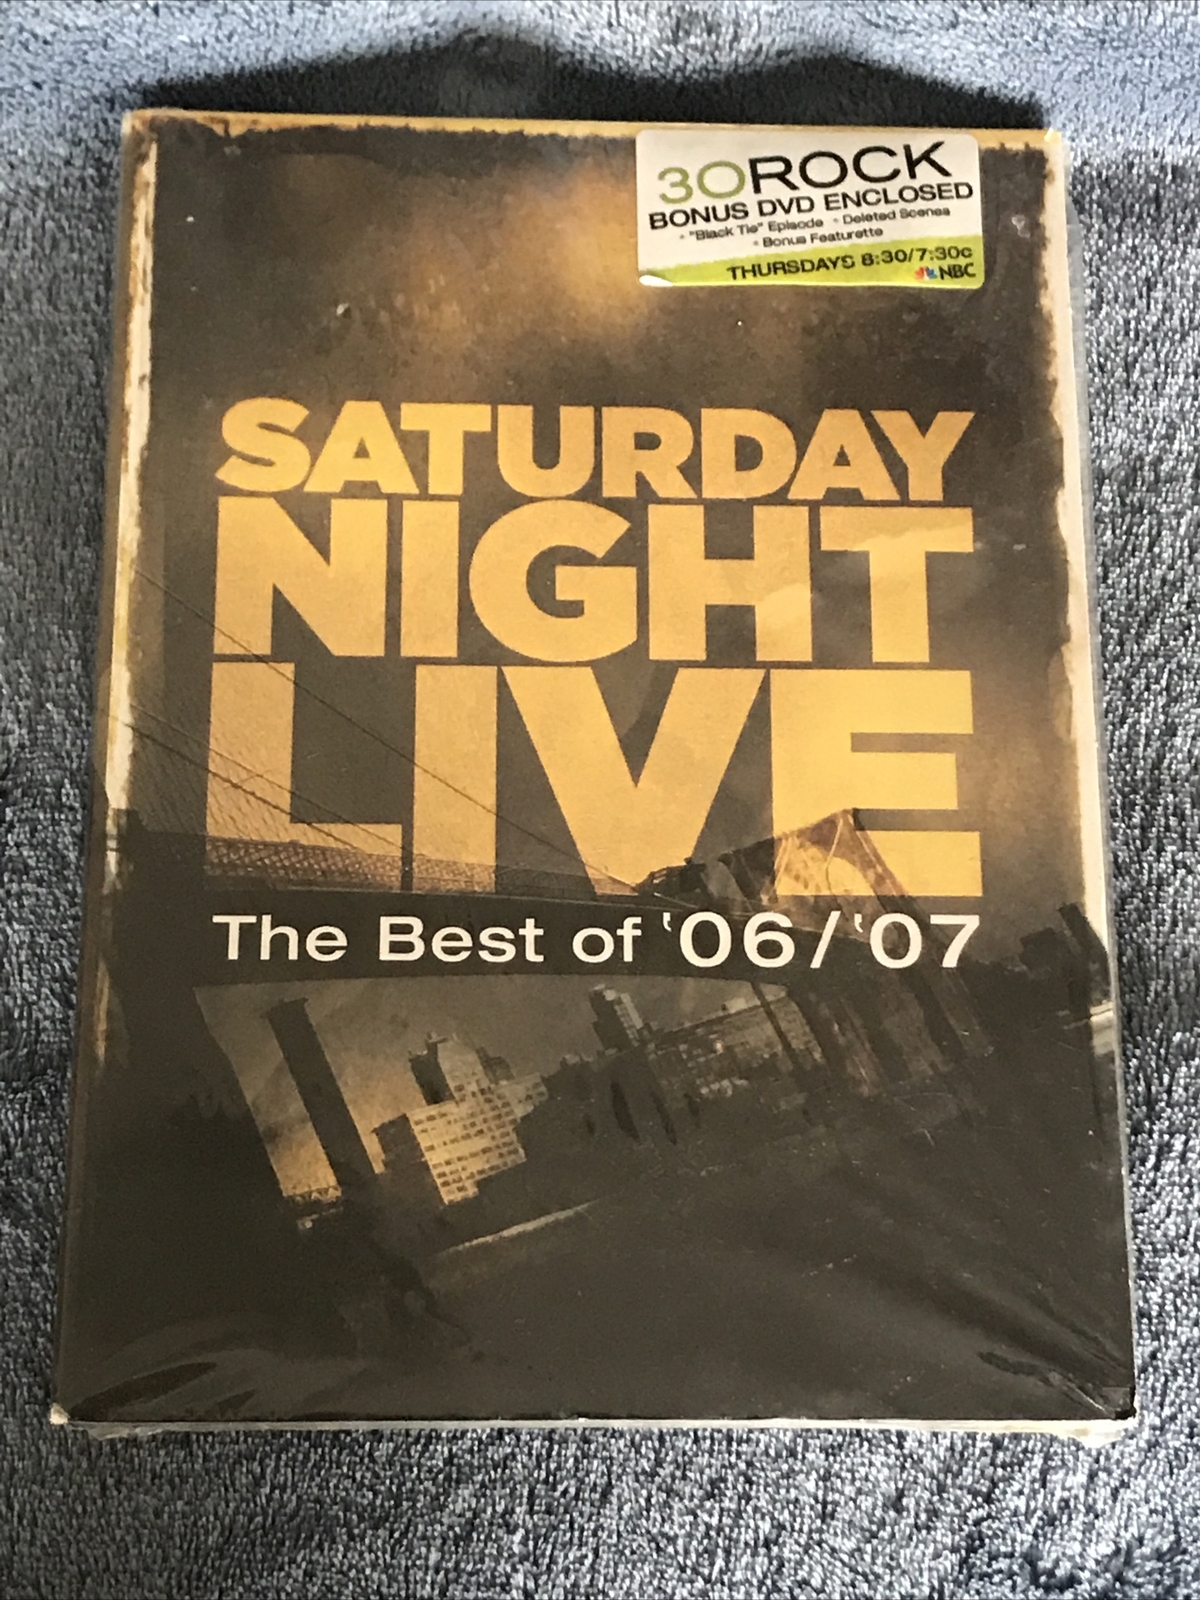 30ROCK
BONUS DVD ENCLOSED
• "Black Tie" Episode • Deleted Scenes
• Bonus Featurette
THURSDAYS 8:30/7:30c
NBC
SATURDAY
NIGHT
LIVE
The Best of ‘06/‘07